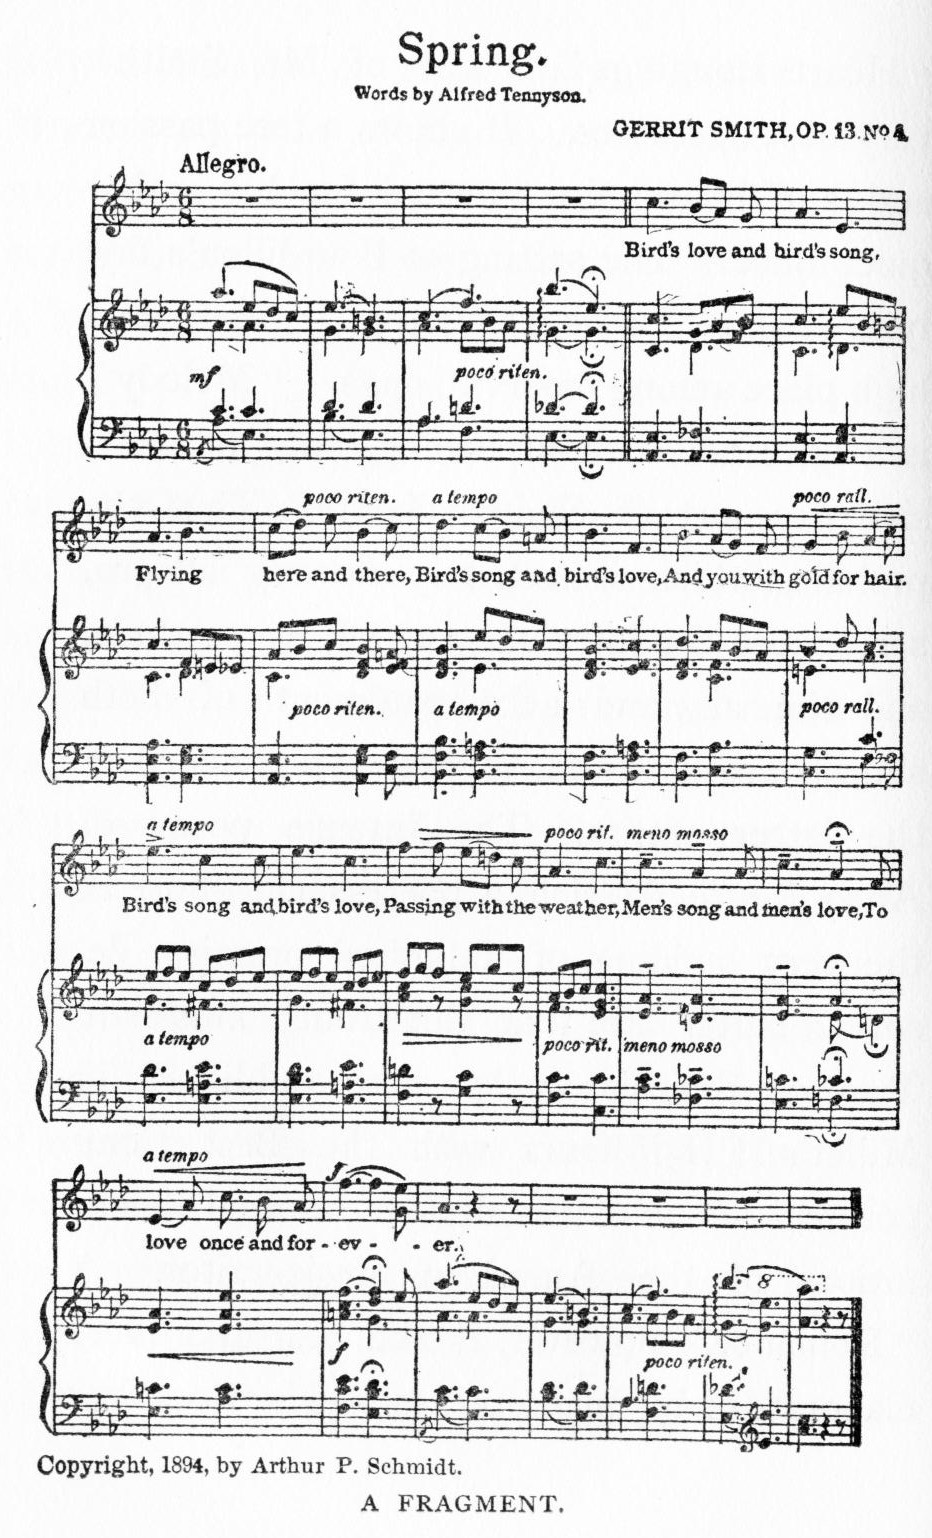 Spring.
Words by Alfred Tennyson.
GERRIT SMITH, OP. 13. Nº 4.
Allegro.
Bird's love and bird's song,
mf
poco riten.
poco riten. a tempo poco rall.
Flying here and there, Bird's song and bird's love, And you with gold for hair.
poco riten. a tempo poco rall.
a tempo poco rit. meno mosso
Bird's song and bird's love, Passing with the weather, Men's song and men's love, To
a tempo poco rit. meno mosso
a tempo f
love once and for - ev - - er.
f
8
poco riten.
Copyright, 1894, by Arthur P. Schmidt.
A FRAGMENT.